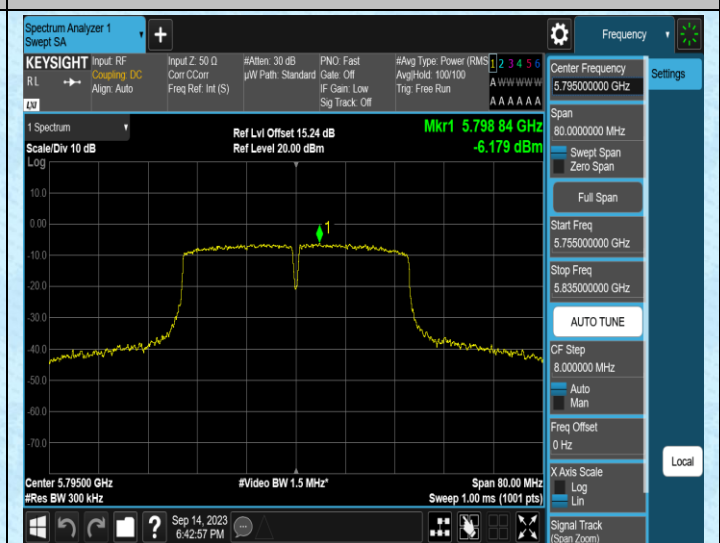 Spectrum Analyzer 1
Swept SA
+
Frequency
KEYSIGHT
RL
LXI
Input: RF
Coupling: DC
Align: Auto
Input Z: 50 Ω
Corr CCorr
Freq Ref: Int (S)
#Atten: 30 dB
µW Path: Standard
PNO: Fast
Gate: Off
IF Gain: Low
Sig Track: Off
#Avg Type: Power (RMS
Avg|Hold: 100/100
Trig: Free Run
1 2 3 4 5 6
A W W W W W
A A A A A A
1 Spectrum
Scale/Div 10 dB
Log
Ref Lvl Offset 15.24 dB
Ref Level 20.00 dBm
Mkr1 5.798 84 GHz
-6.179 dBm
10.0
0.00
-10.0
-20.0
-30.0
-40.0
-50.0
-60.0
-70.0
1
Center 5.79500 GHz
#Res BW 300 kHz
#Video BW 1.5 MHz*
Span 80.00 MHz
Sweep 1.00 ms (1001 pts)
?
Sep 14, 2023
6:42:57 PM
Center Frequency
5.795000000 GHz
Settings
Span
80.0000000 MHz
Swept Span
Zero Span
Full Span
Start Freq
5.755000000 GHz
Stop Freq
5.835000000 GHz
AUTO TUNE
CF Step
8.000000 MHz
Auto
Man
Freq Offset
0 Hz
X Axis Scale
Log
Lin
Local
Signal Track
(Span Zoom)